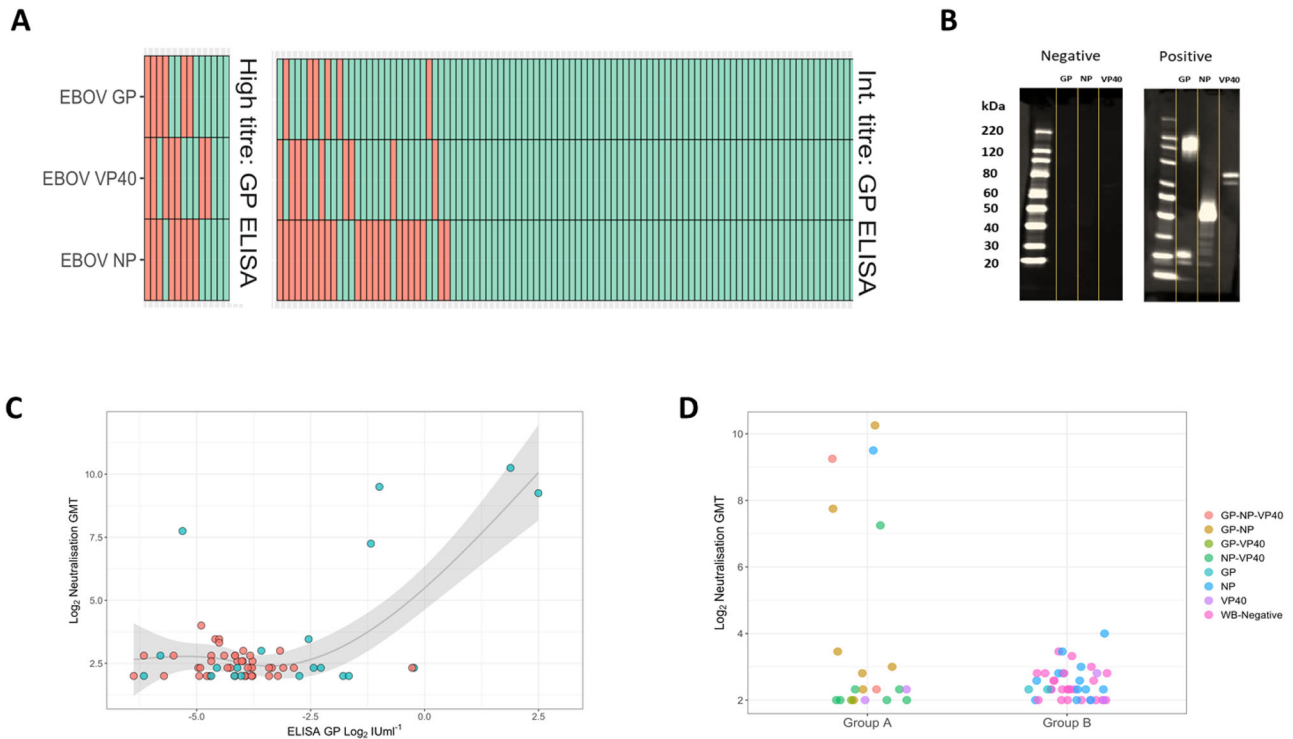 A
EBOV GP
EBOV VP40
EBOV NP
High titre: GP ELISA
Int. titre: GP ELISA
B
Negative
Positive
GP NP VP40
GP NP VP40
kDa
220
120
80
60
50
40
30
20
C
Log2 Neutralisation GMT
10.0
7.5
5.0
2.5
-5.0 -2.5 0.0 2.5
ELISA GP Log2 IUml-1
D
Log2 Neutralisation GMT
10
8
6
4
2
Group A Group B
GP-NP-VP40
GP-NP
GP-VP40
NP-VP40
GP
NP
VP40
WB-Negative